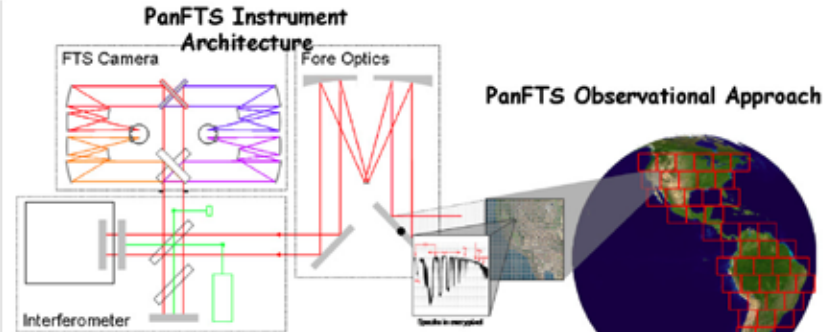 PanFTS Instrument
Architecture
FTS Camera
Fore Optics
PanFTS Observational Approach
Interferometer